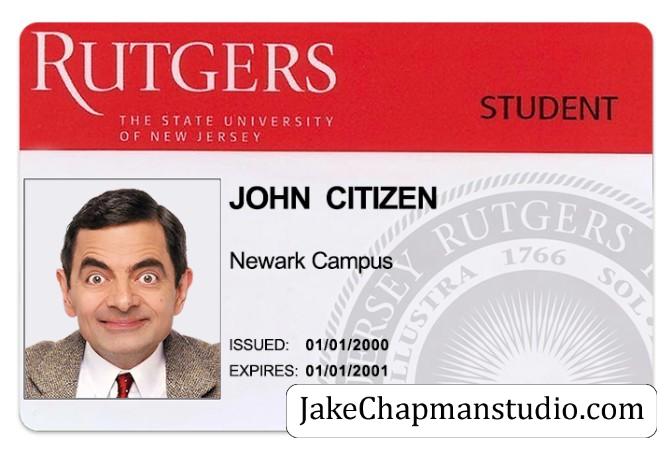 RUTGERS
THE STATE UNIVERSITY
OF NEW JERSEY
STUDENT
JOHN CITIZEN
Newark Campus
ISSUED: 01/01/2000
EXPIRES: 01/01/2001
JERSEY RUTGERS
ILLUSTRA 1766 SOL
JakeChapmanstudio.com